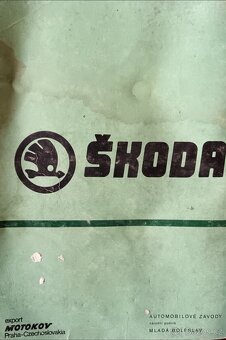 ŠKODA
export
MOTOKOV
Praha-Czechoslovakia
AUTOMOBILOVÉ ZÁVODY
národní podnik
MLADÁ BOLESLAV